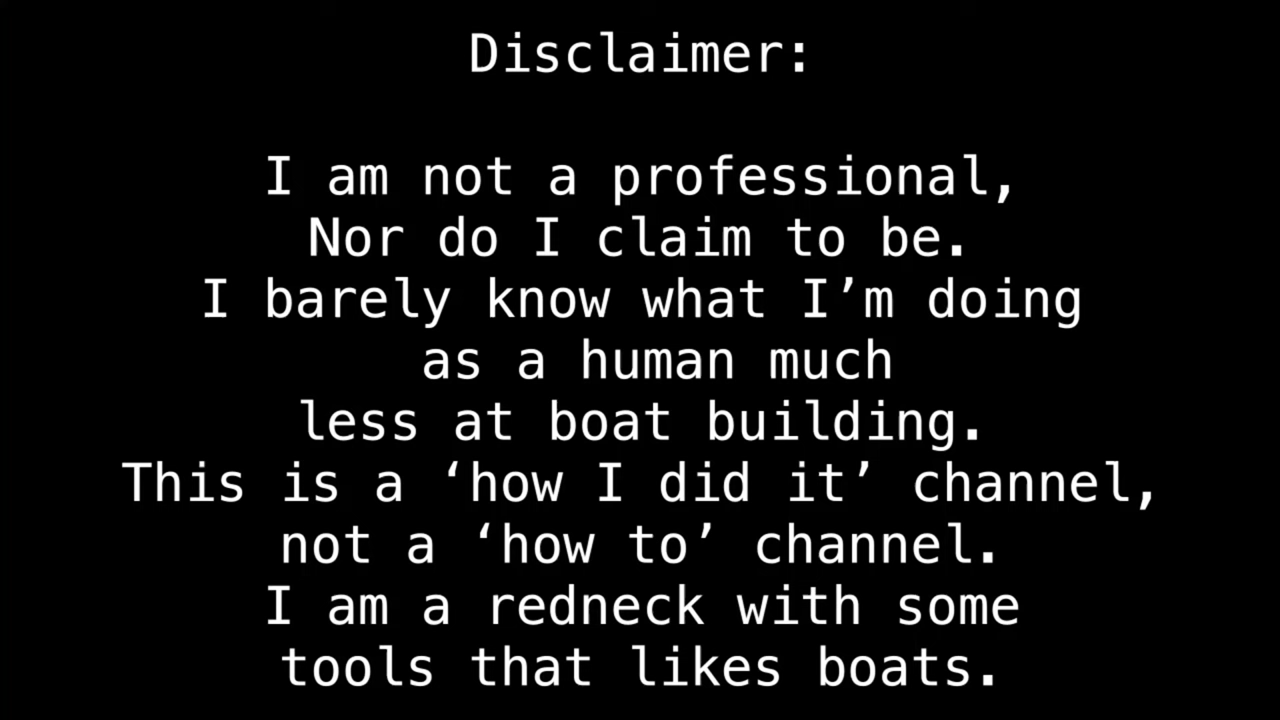 Disclaimer:
I am not a professional,
Nor do I claim to be.
I barely know what I’m doing
as a human much
less at boat building.
This is a ‘how I did it’ channel,
not a ‘how to’ channel.
I am a redneck with some
tools that likes boats.